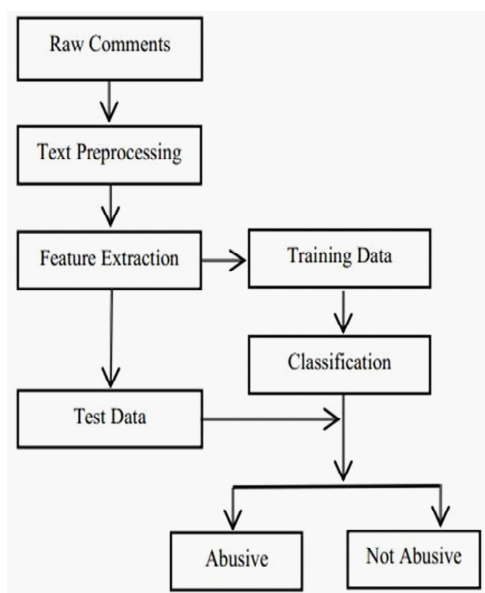 Raw Comments
Text Preprocessing
Feature Extraction
Training Data
Classification
Test Data
Abusive
Not Abusive